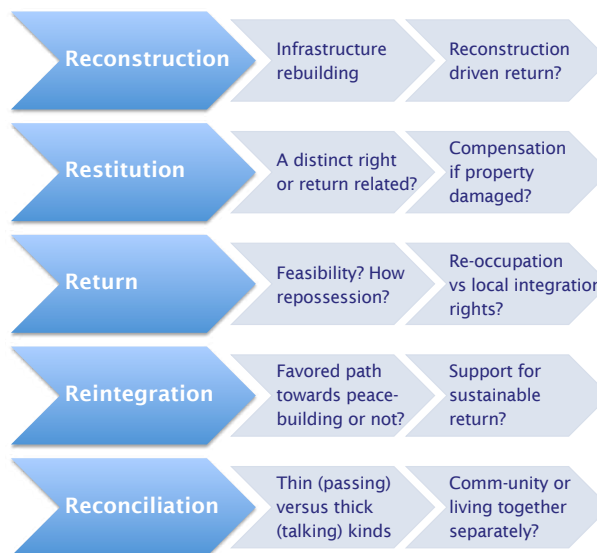 Reconstruction
Infrastructure
rebuilding
Reconstruction
driven return?
Restitution
A distinct right
or return related?
Compensation
if property
damaged?
Return
Feasibility? How
repossession?
Re-occupation
vs local integration
rights?
Reintegration
Favored path
towards peace-
building or not?
Support for
sustainable
return?
Reconciliation
Thin (passing)
versus thick
(talking) kinds
Comm-unity or
living together
separately?